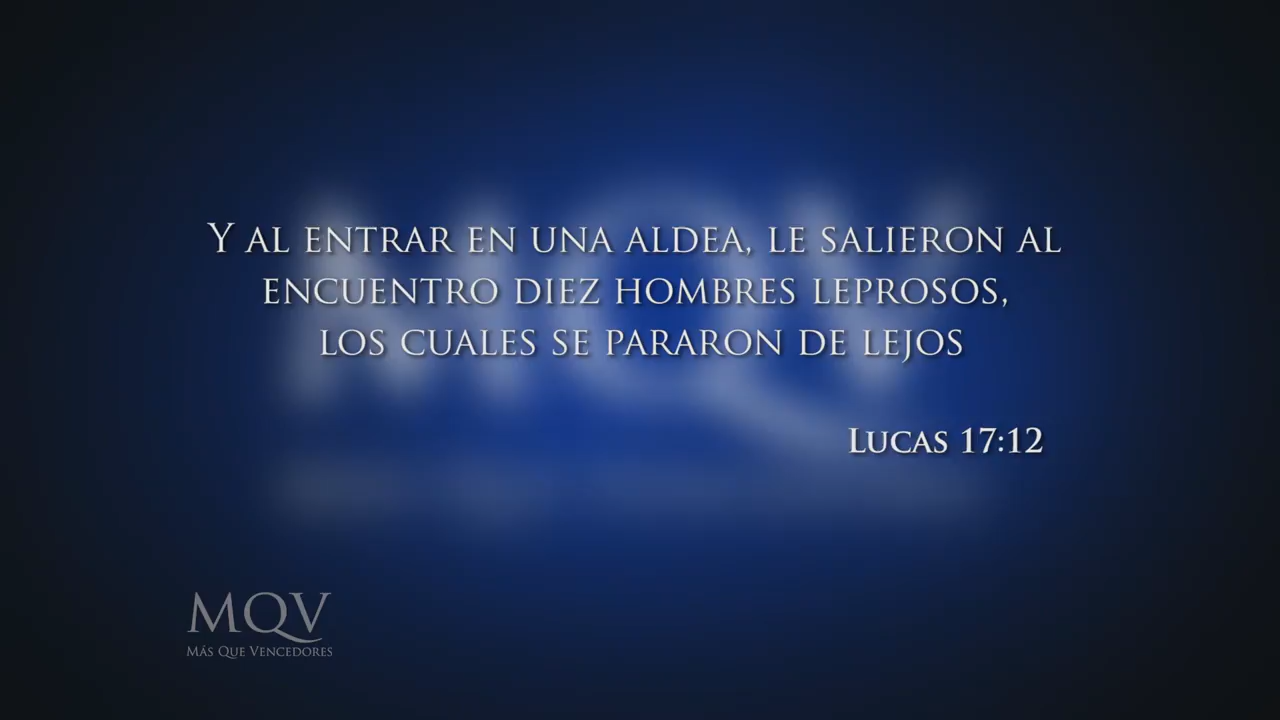 Y AL ENTRAR EN UNA ALDEA, LE SALIERON AL
ENCUENTRO DIEZ HOMBRES LEPROSOS,
LOS CUALES SE PARARON DE LEJOS
LUCAS 17:12
MQV
MÁS QUE VENCEDORES